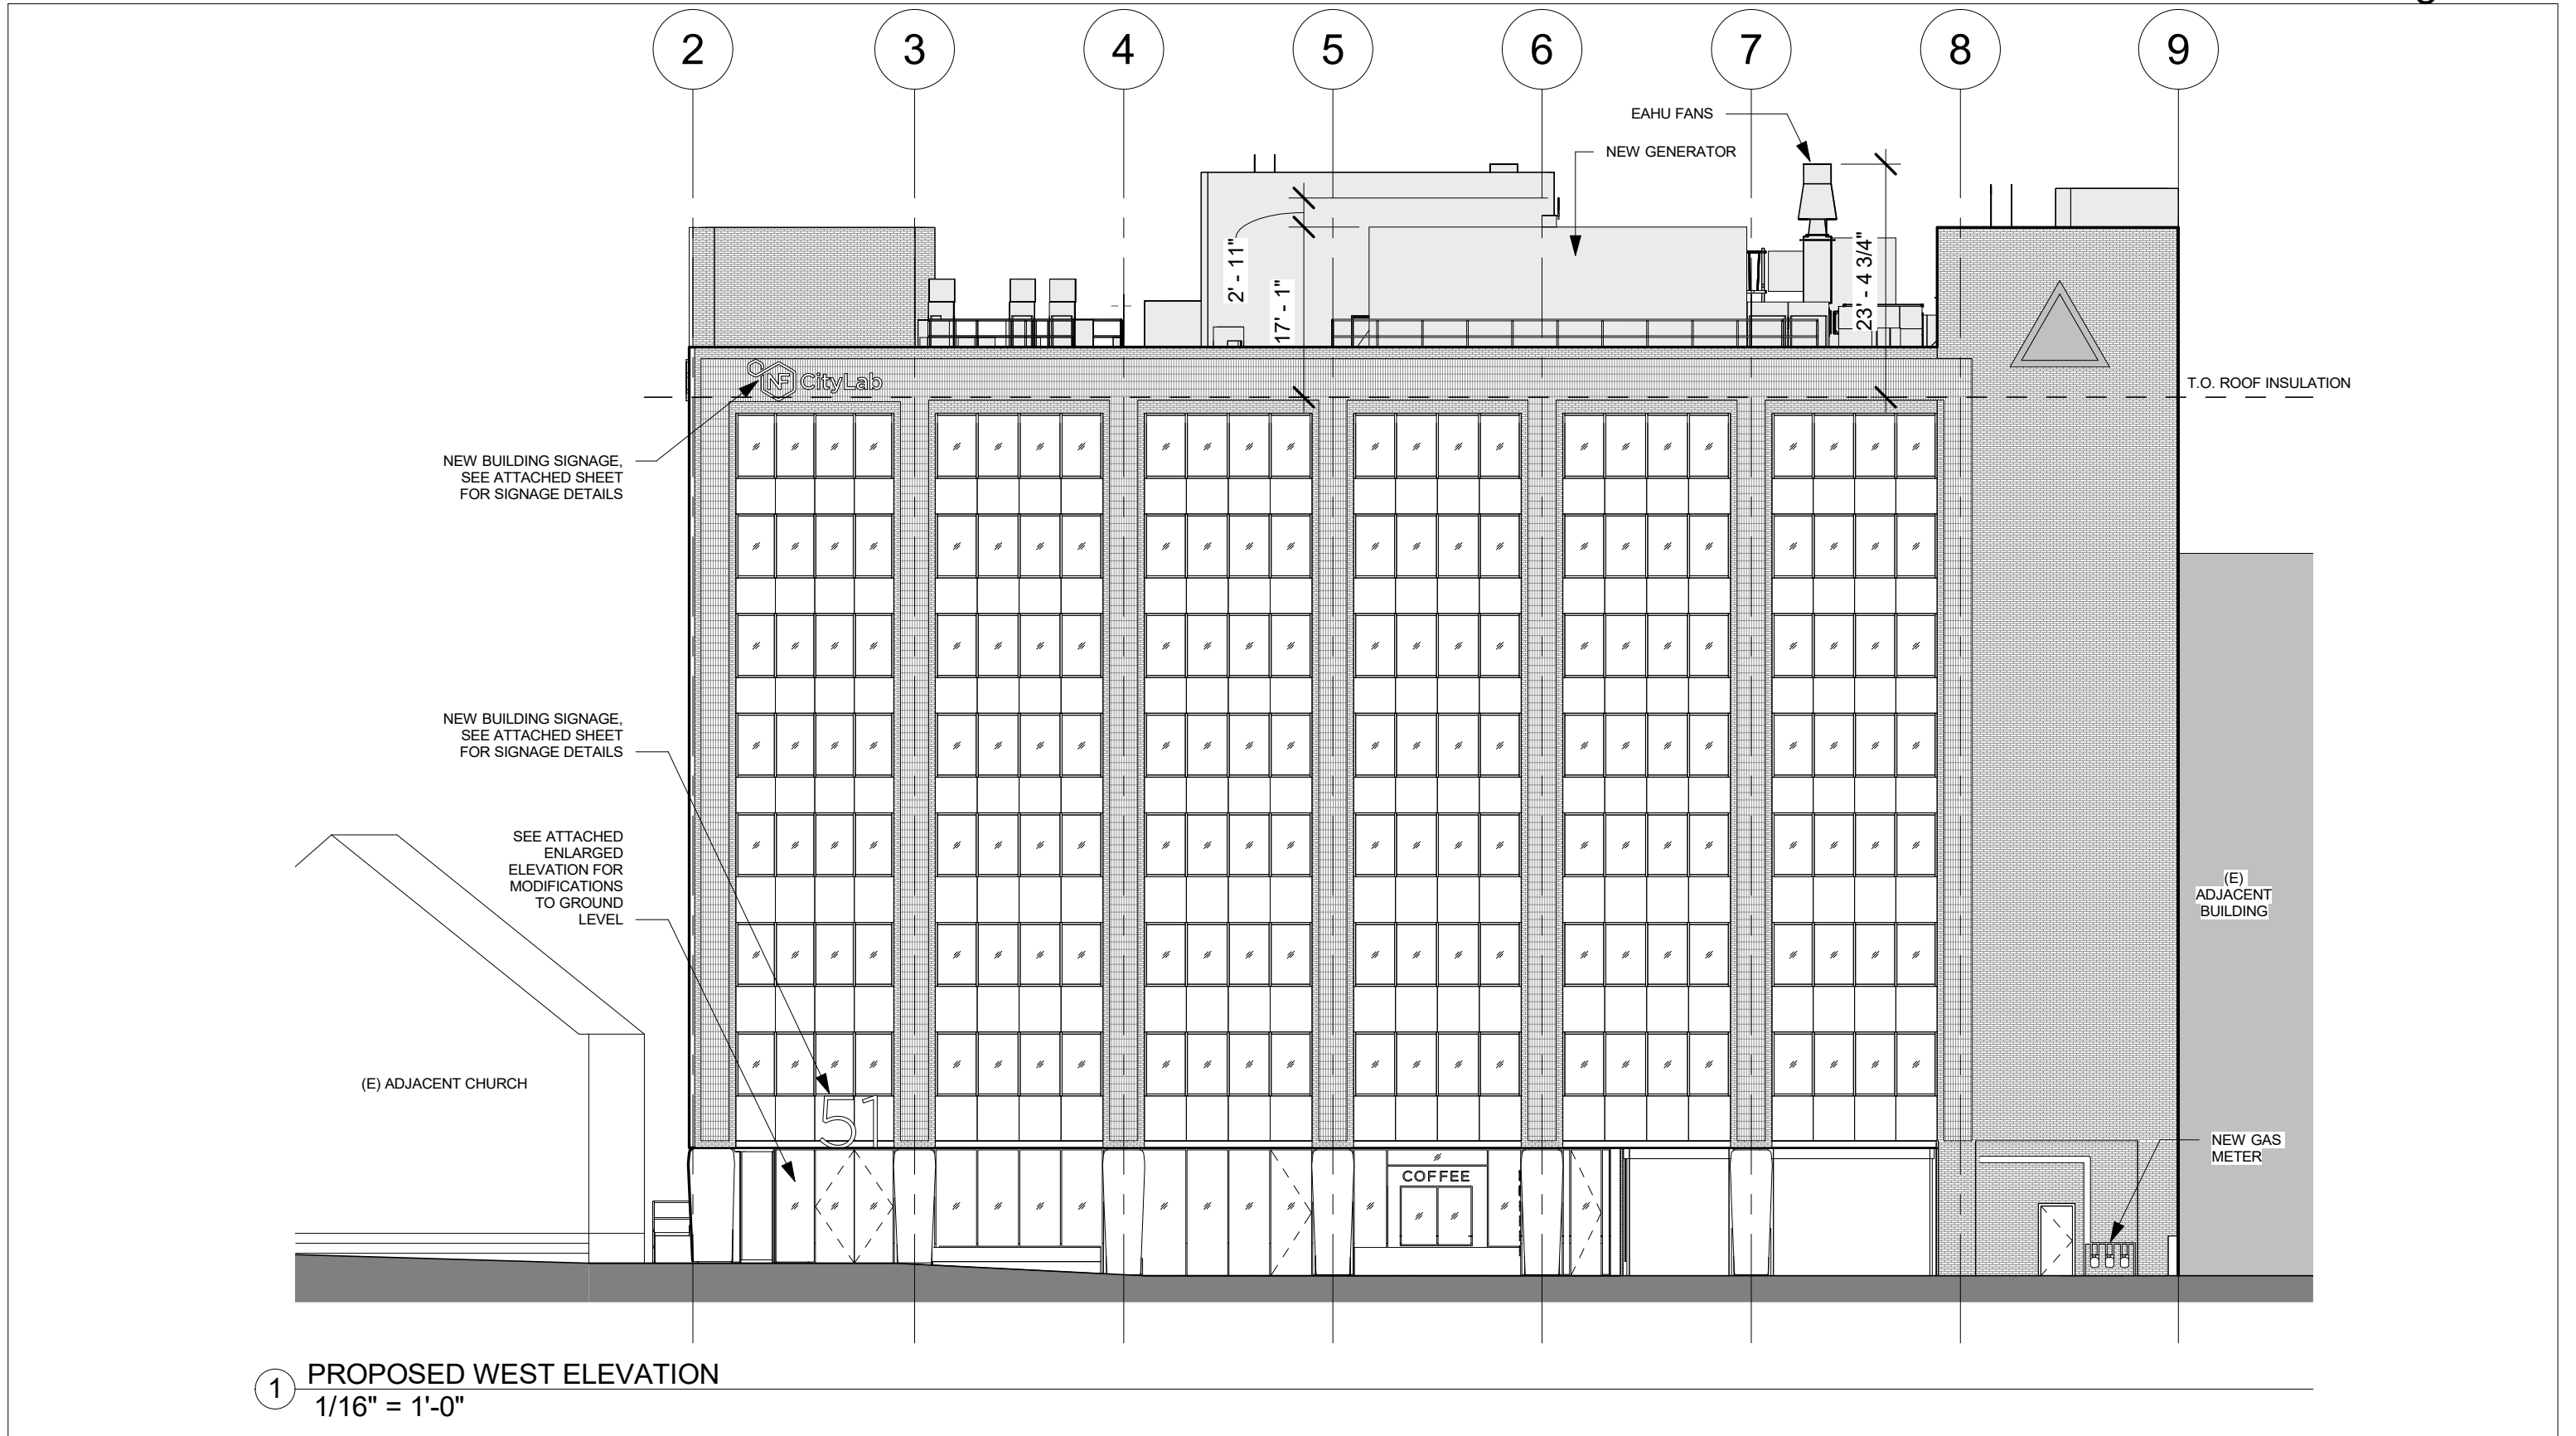 2 3 4 5 6 7 8 9
EAHU FANS
NEW GENERATOR
2' - 11"
17' - 1"
23' - 4 3/4"
NF CityLab
T.O. ROOF INSULATION
NEW BUILDING SIGNAGE,
SEE ATTACHED SHEET
FOR SIGNAGE DETAILS
NEW BUILDING SIGNAGE,
SEE ATTACHED SHEET
FOR SIGNAGE DETAILS
SEE ATTACHED
ENLARGED
ELEVATION FOR
MODIFICATIONS
TO GROUND
LEVEL
(E)
ADJACENT
BUILDING
(E) ADJACENT CHURCH
51
NEW GAS
METER
COFFEE
1 PROPOSED WEST ELEVATION
1/16" = 1'-0"